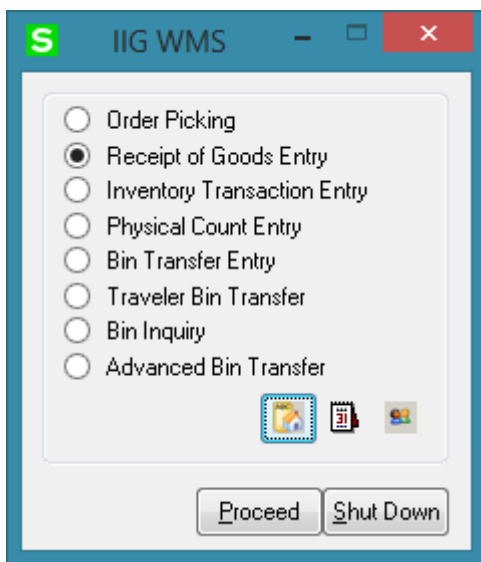 S IIG WMS
Order Picking
Receipt of Goods Entry
Inventory Transaction Entry
Physical Count Entry
Bin Transfer Entry
Traveler Bin Transfer
Bin Inquiry
Advanced Bin Transfer
31
Proceed Shut Down